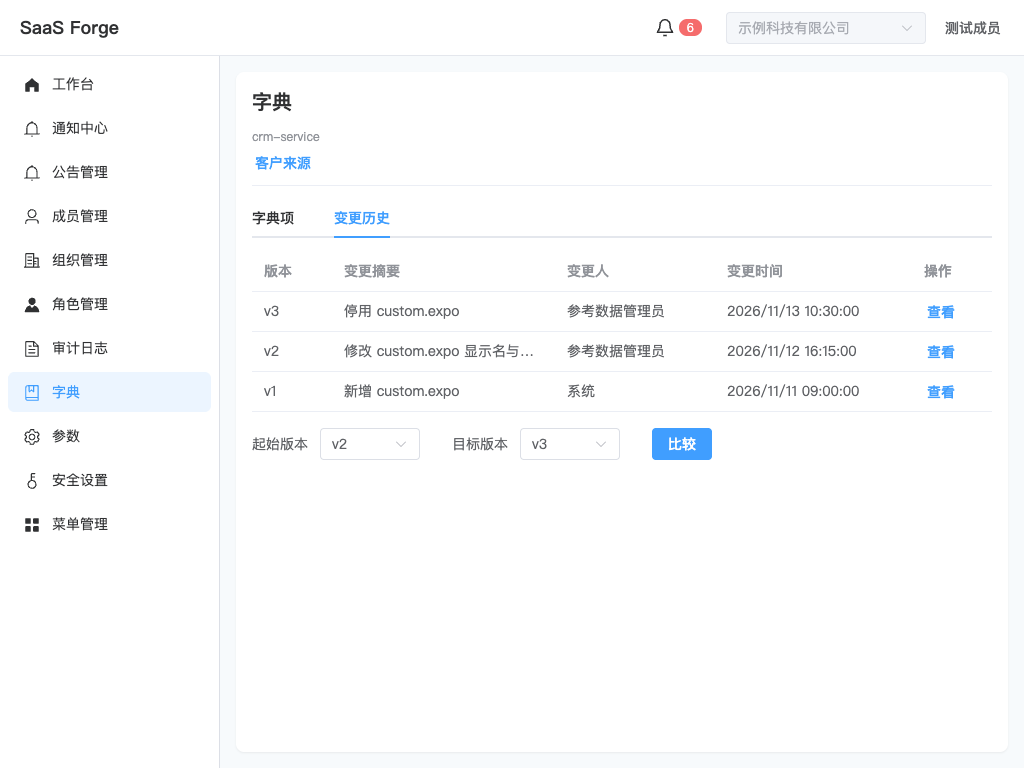 SaaS Forge
6
示例科技有限公司
测试成员
工作台
通知中心
公告管理
成员管理
组织管理
角色管理
审计日志
字典
参数
安全设置
菜单管理
字典
crm-service
客户来源
字典项 变更历史
版本 变更摘要 变更人 变更时间 操作
v3 停用 custom.expo 参考数据管理员 2026/11/13 10:30:00 查看
v2 修改 custom.expo 显示名与… 参考数据管理员 2026/11/12 16:15:00 查看
v1 新增 custom.expo 系统 2026/11/11 09:00:00 查看
起始版本 v2 目标版本 v3 比较